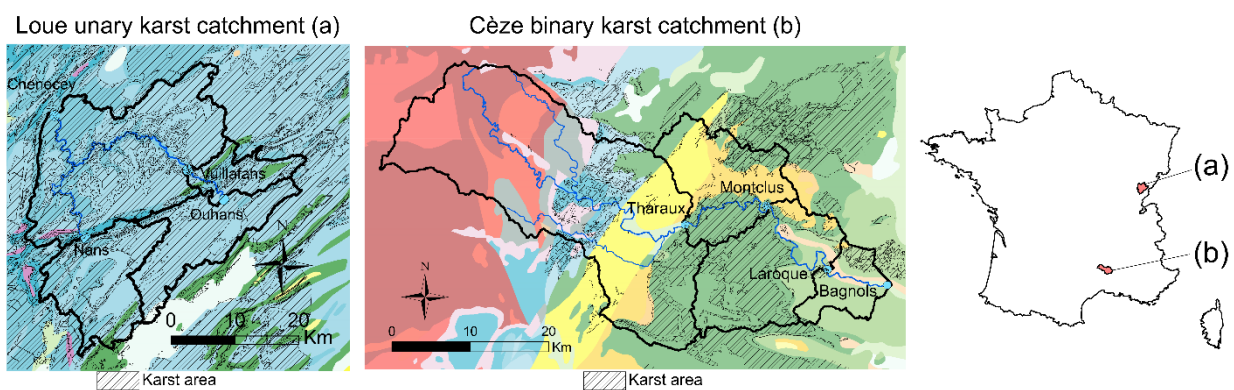 Loue unary karst catchment (a)
Cèze binary karst catchment (b)
Chenecey
Vuillafans
Ouhans
Nans
N
0 10 20
Km
Karst area
Tharaux
Montclus
Laroque
Bagnols
N
0 10 20
Km
Karst area
(a)
(b)